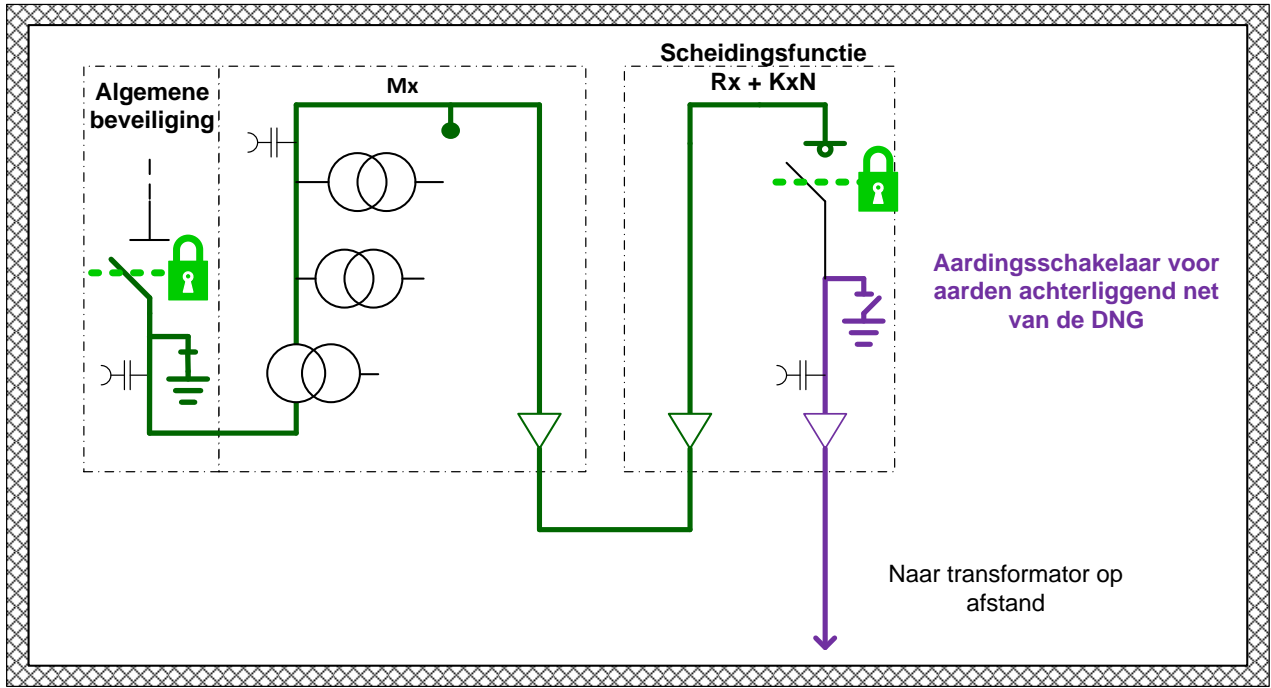 Algemene
beveiliging
Mx
Scheidingsfunctie
Rx + KxN
Aardingsschakelaar voor
aarden achterliggend net
van de DNG
Naar transformator op
afstand